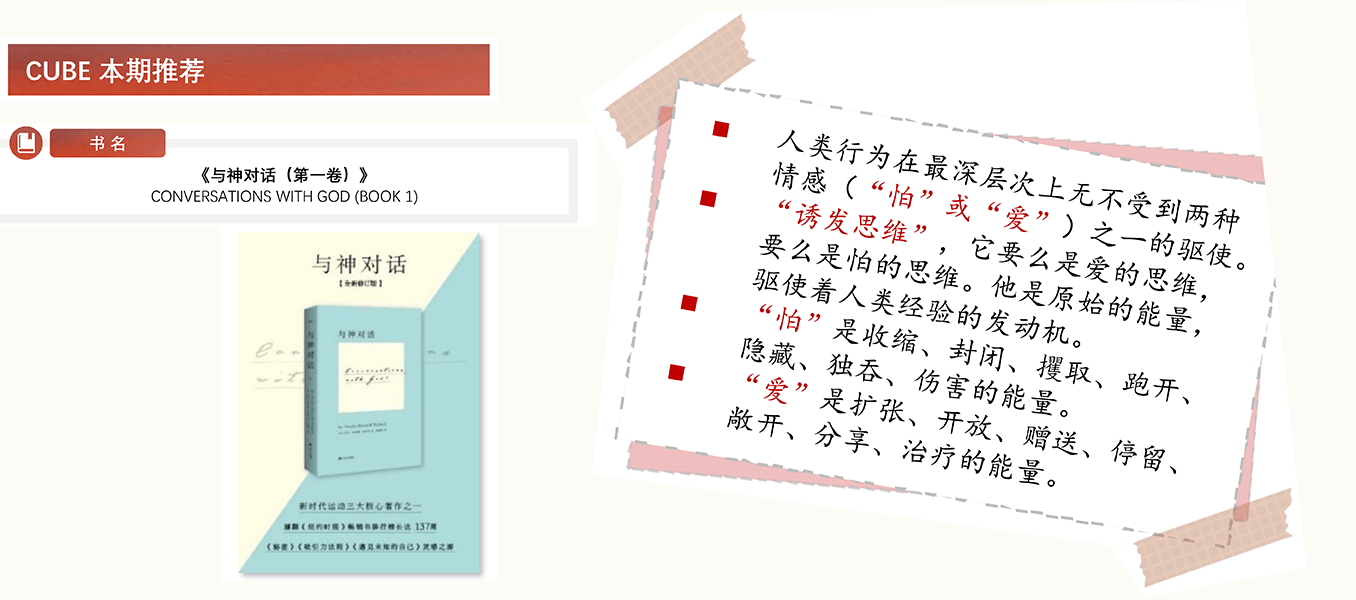 CUBE 本期推荐
书 名
《与神对话（第一卷）》
CONVERSATIONS WITH GOD (BOOK 1)
与神对话
【全新修订版】
与神对话
与神对话
Conversations
with God
新时代运动三大核心著作之一
雄踞《纽约时报》畅销书排行榜长达 137周
《秘密》《吸引力法则》《遇见未知的自己》灵感之源
人类行为在最深层次上无不受到两种
情感（“怕”或“爱”）之一的驱使。
“诱发思维”，它要么是爱的思维，
要么是怕的思维。他是原始的能量，
驱使着人类经验的发动机。
“怕”是收缩、封闭、攫取、跑开、
隐藏、独吞、伤害的能量。
“爱”是扩张、开放、赠送、停留、
敞开、分享、治疗的能量。